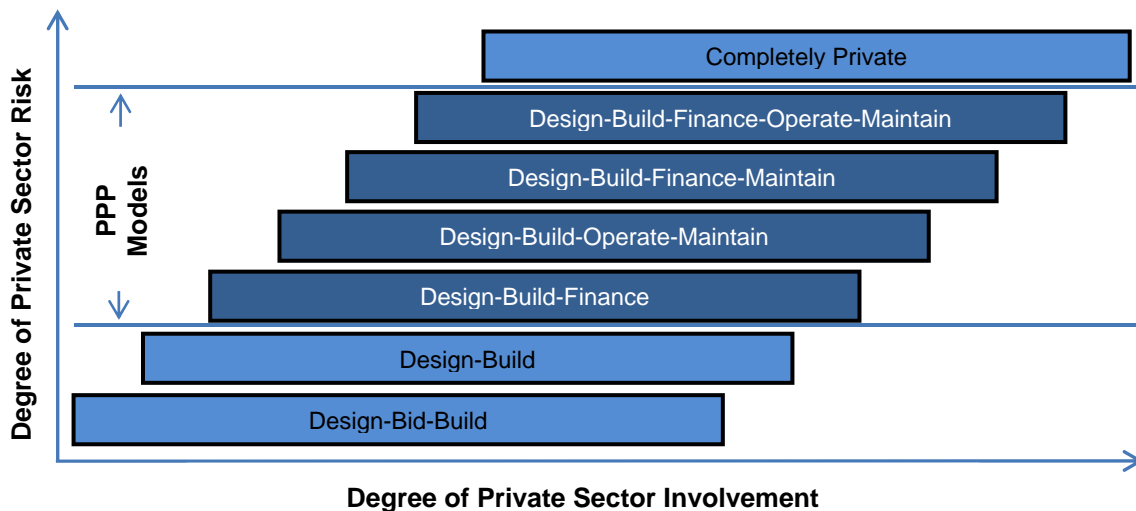 Completely Private
Design-Build-Finance-Operate-Maintain
Design-Build-Finance-Maintain
Design-Build-Operate-Maintain
Design-Build-Finance
Design-Build
Design-Bid-Build
PPP
Models
Degree of Private Sector Risk
Degree of Private Sector Involvement